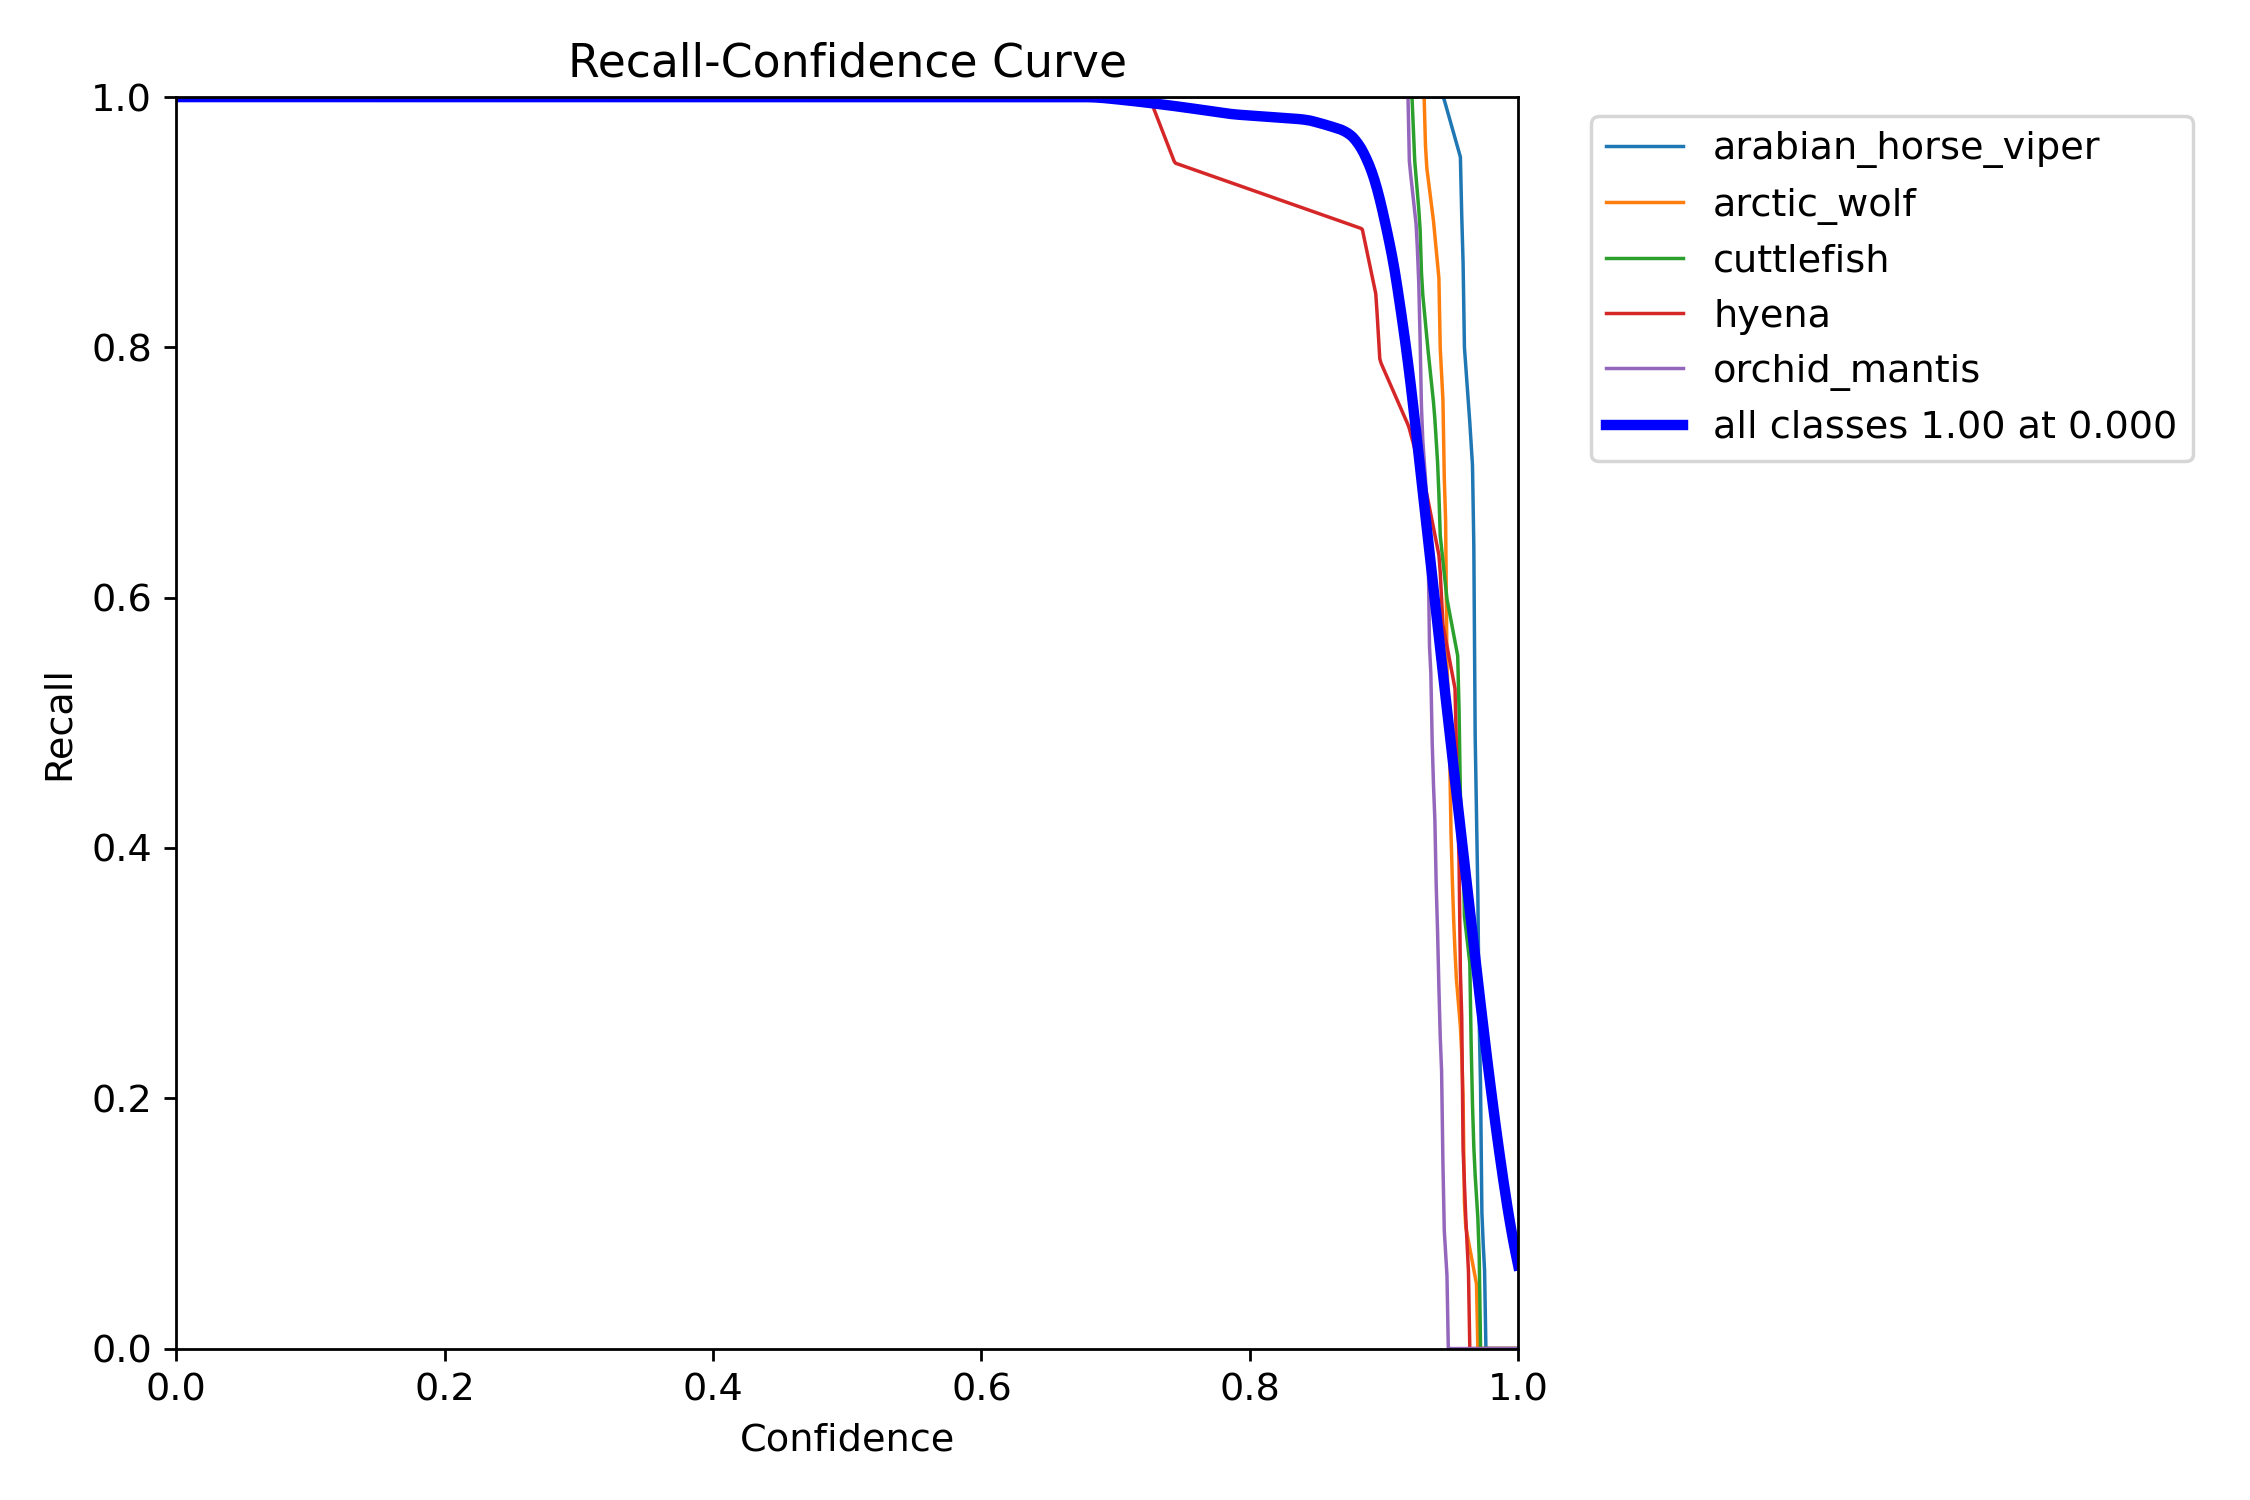 Recall-Confidence Curve
1.0
0.8
0.6
0.4
0.2
0.0
Recall
0.0 0.2 0.4 0.6 0.8 1.0
Confidence
arabian_horse_viper
arctic_wolf
cuttlefish
hyena
orchid_mantis
all classes 1.00 at 0.000